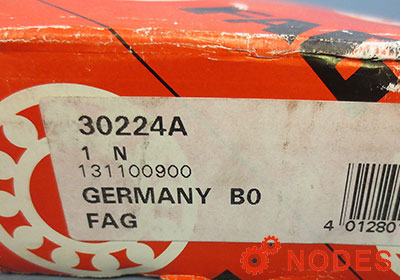 30224A
1 N
131100900
GERMANY B0
FAG
4 01280
NODES